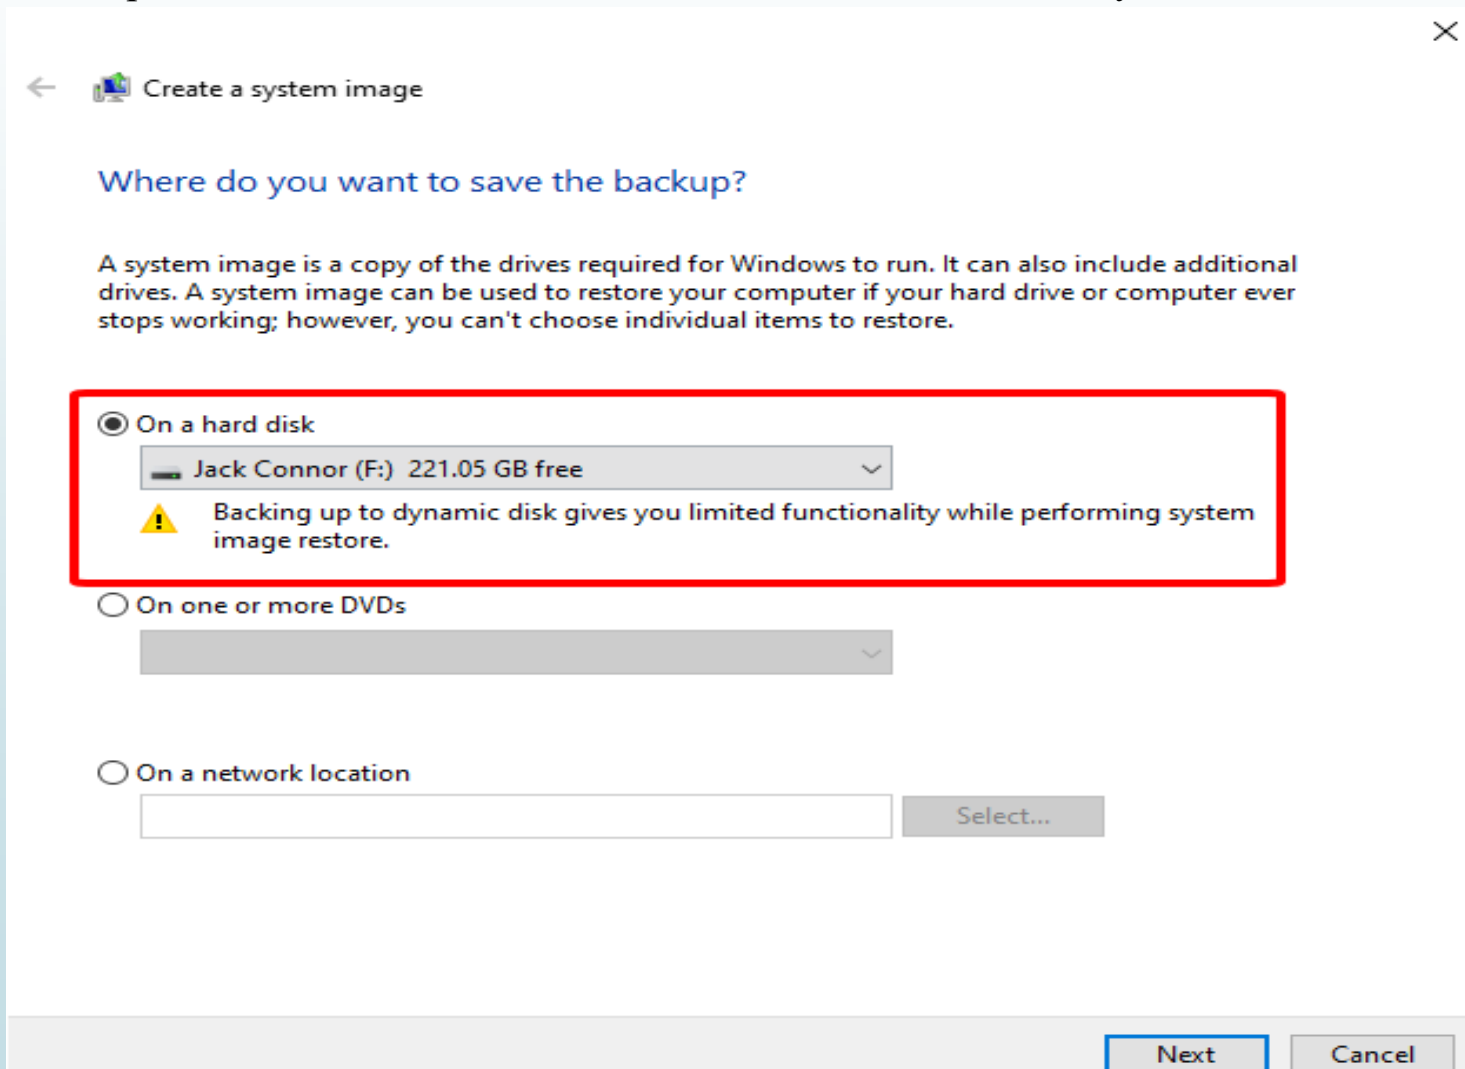 Create a system image
Where do you want to save the backup?
A system image is a copy of the drives required for Windows to run. It can also include additional
drives. A system image can be used to restore your computer if your hard drive or computer ever
stops working; however, you can't choose individual items to restore.
On a hard disk
Jack Connor (F:) 221.05 GB free
Backing up to dynamic disk gives you limited functionality while performing system
image restore.
On one or more DVDs
On a network location
Select...
Next Cancel